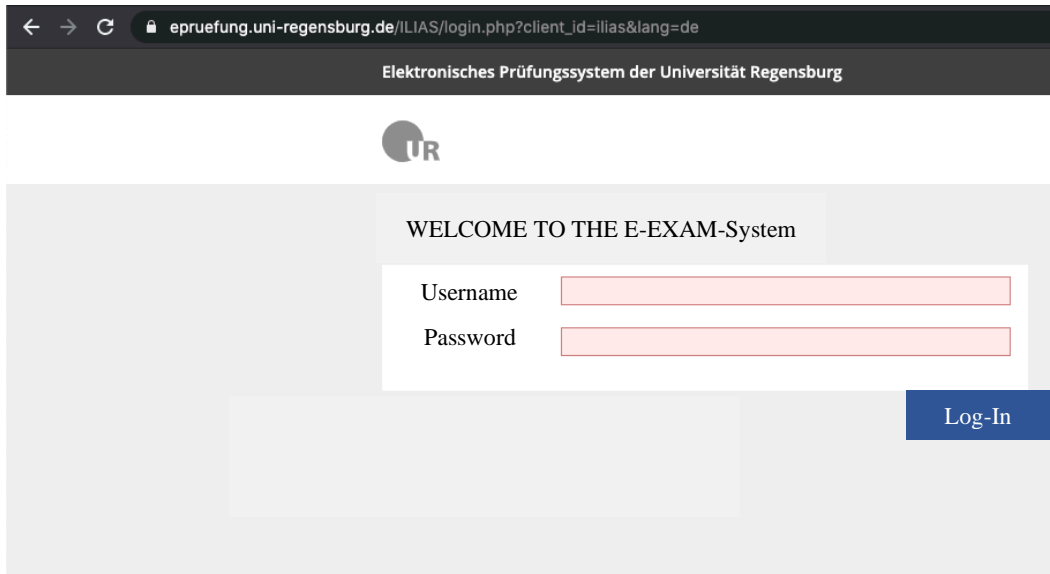 epruefung.uni-regensburg.de/ILIAS/login.php?client_id=ilias&lang=de
Elektronisches Prüfungssystem der Universität Regensburg
UR
WELCOME TO THE E-EXAM-System
Username
Password
Log-In